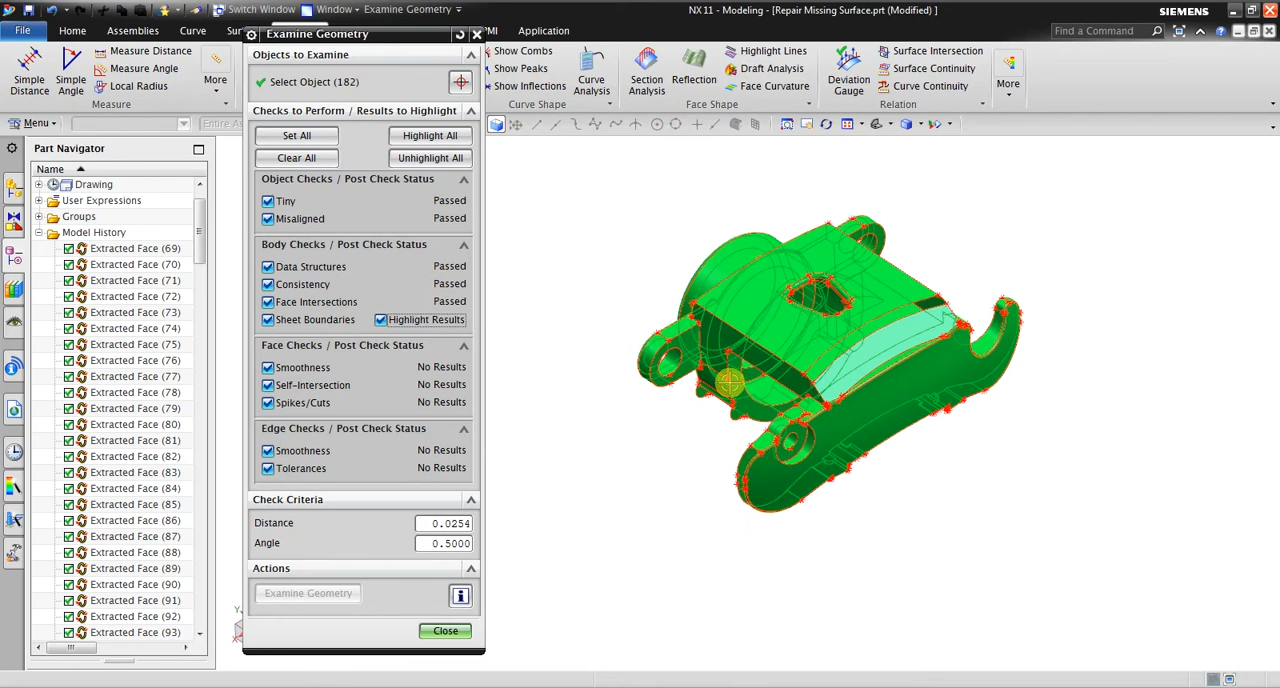 Switch Window Window Examine Geometry
NX 11 - Modeling - [Repair Missing Surface.prt (Modified) ]
SIEMENS
File Home Assemblies Curve Su MI Application
Find a Command
Examine Geometry
Simple Distance
Simple Angle
Measure Distance
Measure Angle
Local Radius
More
Measure
Show Combs
Show Peaks
Show Inflections
Curve Analysis
Curve Shape
Section Analysis
Reflection
Highlight Lines
Draft Analysis
Face Curvature
Face Shape
Deviation Gauge
Surface Intersection
Surface Continuity
Curve Continuity
Relation
More
Menu
Entire As
Part Navigator
Name
Drawing
User Expressions
Groups
Model History
Extracted Face (69)
Extracted Face (70)
Extracted Face (71)
Extracted Face (72)
Extracted Face (73)
Extracted Face (74)
Extracted Face (75)
Extracted Face (76)
Extracted Face (77)
Extracted Face (78)
Extracted Face (79)
Extracted Face (80)
Extracted Face (81)
Extracted Face (82)
Extracted Face (83)
Extracted Face (84)
Extracted Face (85)
Extracted Face (86)
Extracted Face (87)
Extracted Face (88)
Extracted Face (89)
Extracted Face (90)
Extracted Face (91)
Extracted Face (92)
Extracted Face (93)
Objects to Examine
Select Object (182)
Checks to Perform / Results to Highlight
Set All Highlight All
Clear All Unhighlight All
Object Checks / Post Check Status
Tiny Passed
Misaligned Passed
Body Checks / Post Check Status
Data Structures Passed
Consistency Passed
Face Intersections Passed
Sheet Boundaries Highlight Results
Face Checks / Post Check Status
Smoothness No Results
Self-Intersection No Results
Spikes/Cuts No Results
Edge Checks / Post Check Status
Smoothness No Results
Tolerances No Results
Check Criteria
Distance 0.0254
Angle 0.5000
Actions
Examine Geometry
Close